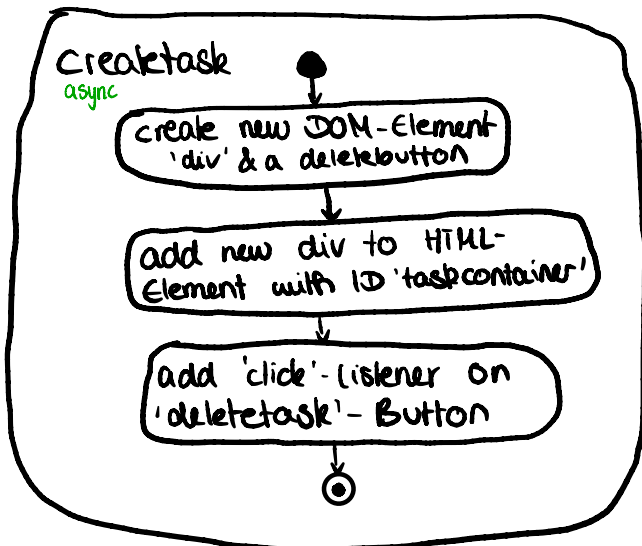 createtask
async
create new DOM-Element
'div' & a deletebutton
add new div to HTML-
Element with ID 'taskcontainer'
add 'click'-listener on
'deletetask'- Button